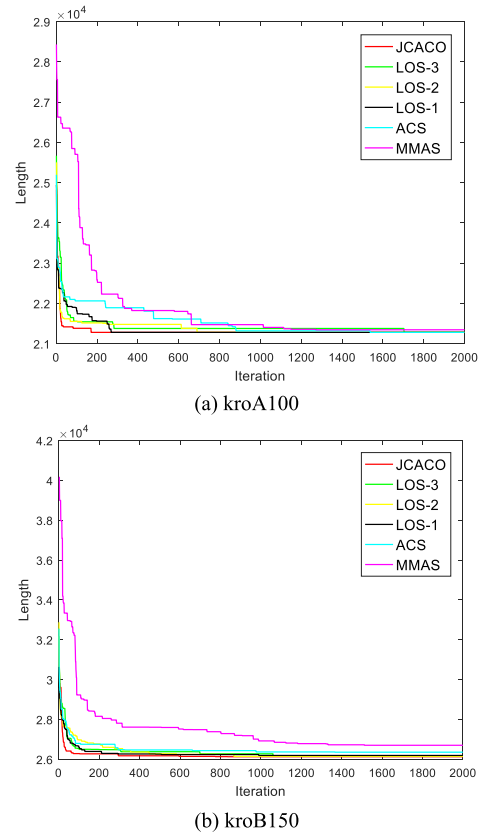 ×10⁴
2.9
2.8
2.7
2.6
2.5
2.4
2.3
2.2
2.1
Length
JCACO
LOS-3
LOS-2
LOS-1
ACS
MMAS
0 200 400 600 800 1000 1200 1400 1600 1800 2000
Iteration
(a) kroA100
×10⁴
4.2
4
3.8
3.6
3.4
3.2
3
2.8
2.6
Length
JCACO
LOS-3
LOS-2
LOS-1
ACS
MMAS
0 200 400 600 800 1000 1200 1400 1600 1800 2000
Iteration
(b) kroB150